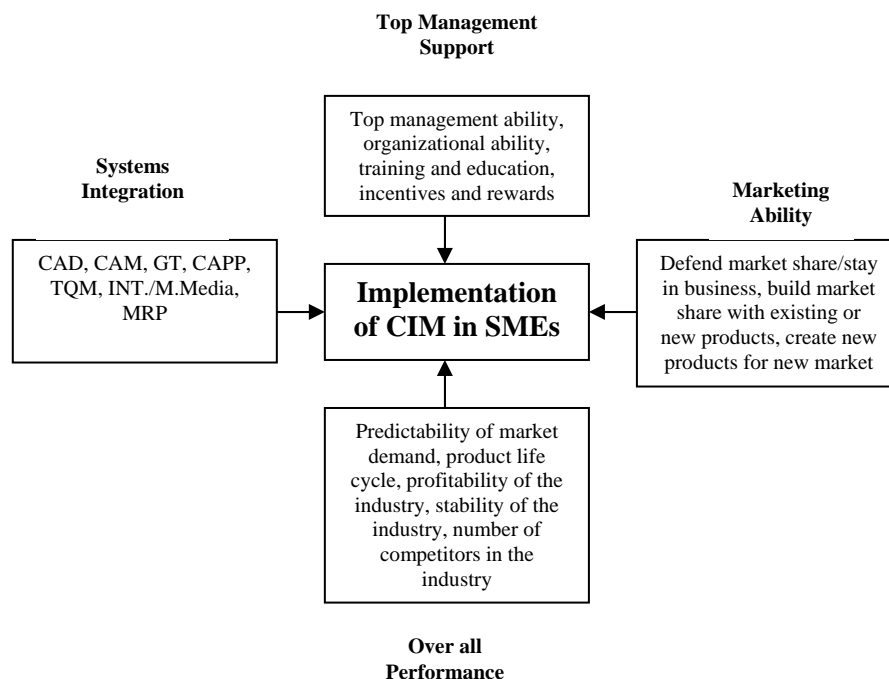 Top Management
Support
Top management ability,
organizational ability,
training and education,
incentives and rewards
Systems
Integration
CAD, CAM, GT, CAPP,
TQM, INT./M.Media,
MRP
Implementation
of CIM in SMEs
Marketing
Ability
Defend market share/stay
in business, build market
share with existing or
new products, create new
products for new market
Predictability of market
demand, product life
cycle, profitability of the
industry, stability of the
industry, number of
competitors in the
industry
Over all
Performance